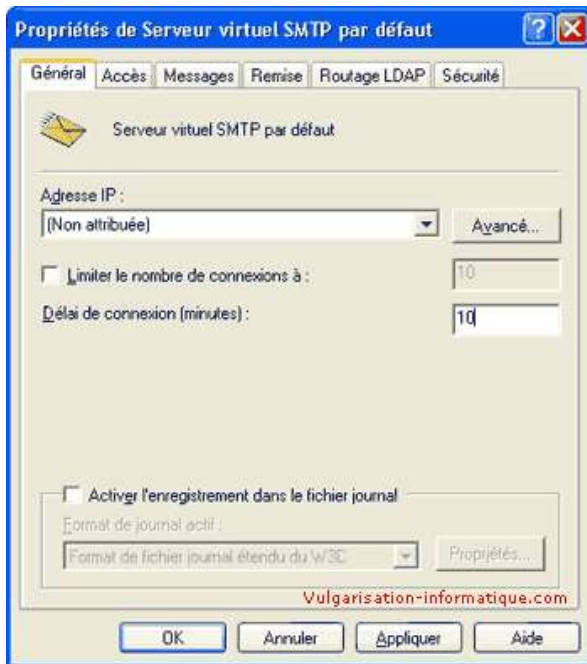 Propriétés de Serveur virtuel SMTP par défaut
Général Accès Messages Remise Routage LDAP Sécurité
Serveur virtuel SMTP par défaut
Adresse IP :
(Non attribuée)
Avancé...
Limiter le nombre de connexions à :
10
Délai de connexion (minutes) :
10
Activer l'enregistrement dans le fichier journal
Format de journal actif :
Format de fichier journal étendu du W3C
Propriétés...
Vulgarisation-informatique.com
OK Annuler Appliquer Aide